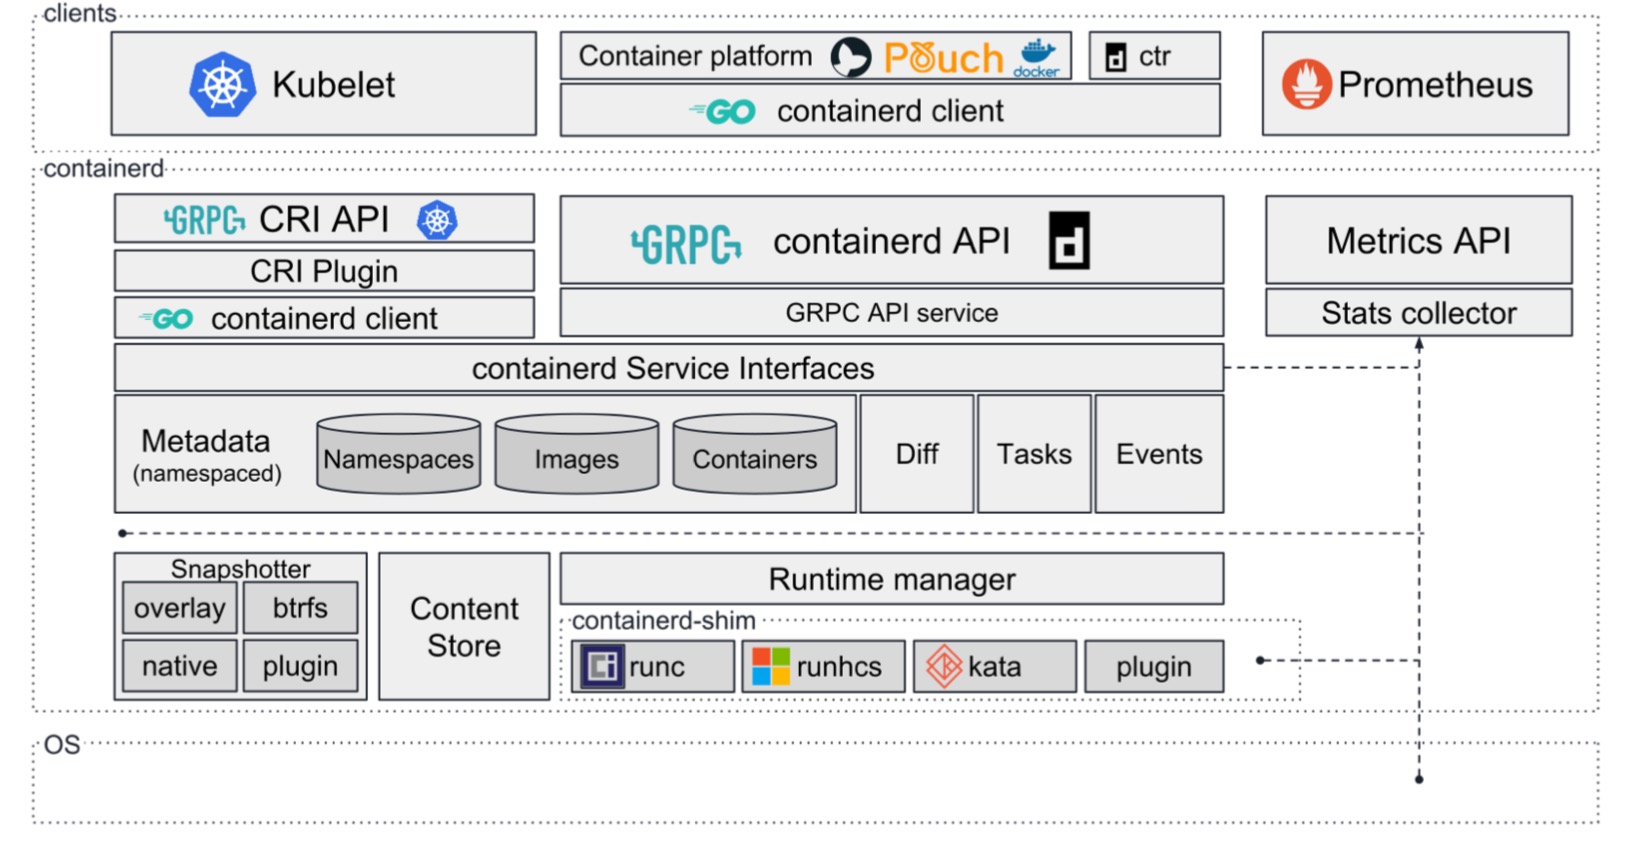 clients
Kubelet
Container platform Pouch docker
ctr
GO containerd client
Prometheus
containerd
GRPC CRI API
CRI Plugin
GO containerd client
GRPC containerd API d
GRPC API service
Metrics API
Stats collector
containerd Service Interfaces
Metadata
(namespaced)
Namespaces
Images
Containers
Diff
Tasks
Events
Snapshotter
overlay
btrfs
native
plugin
Content
Store
Runtime manager
containerd-shim
runc
runhcs
kata
plugin
OS